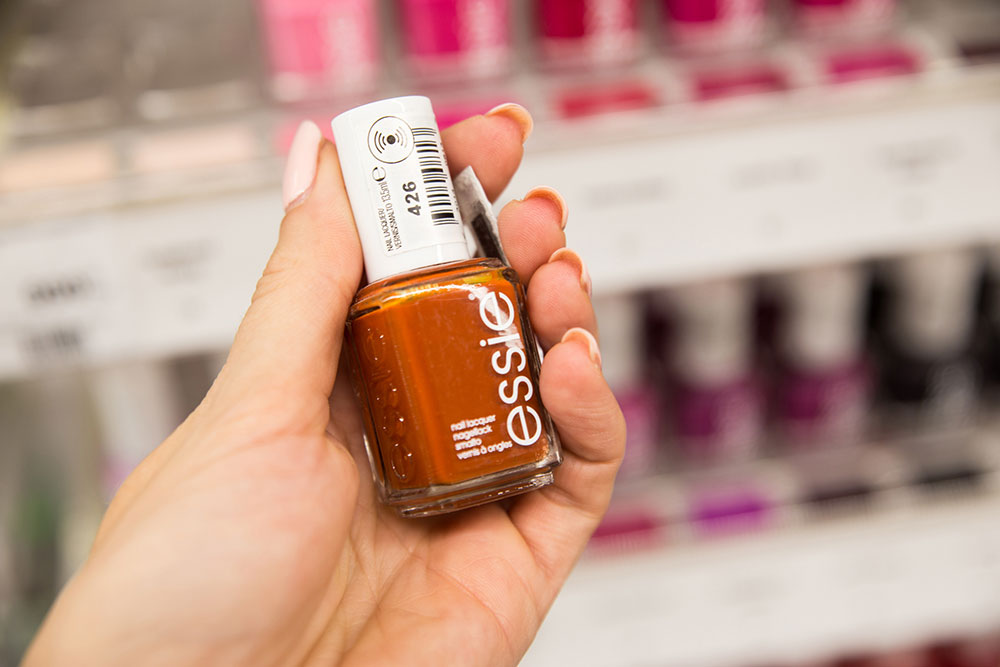 NAIL LACQUER/
VERNIS/SMALTO 13.5ml e
426
essie
nail lacquer
nagellack
smalto
vernis à ongles